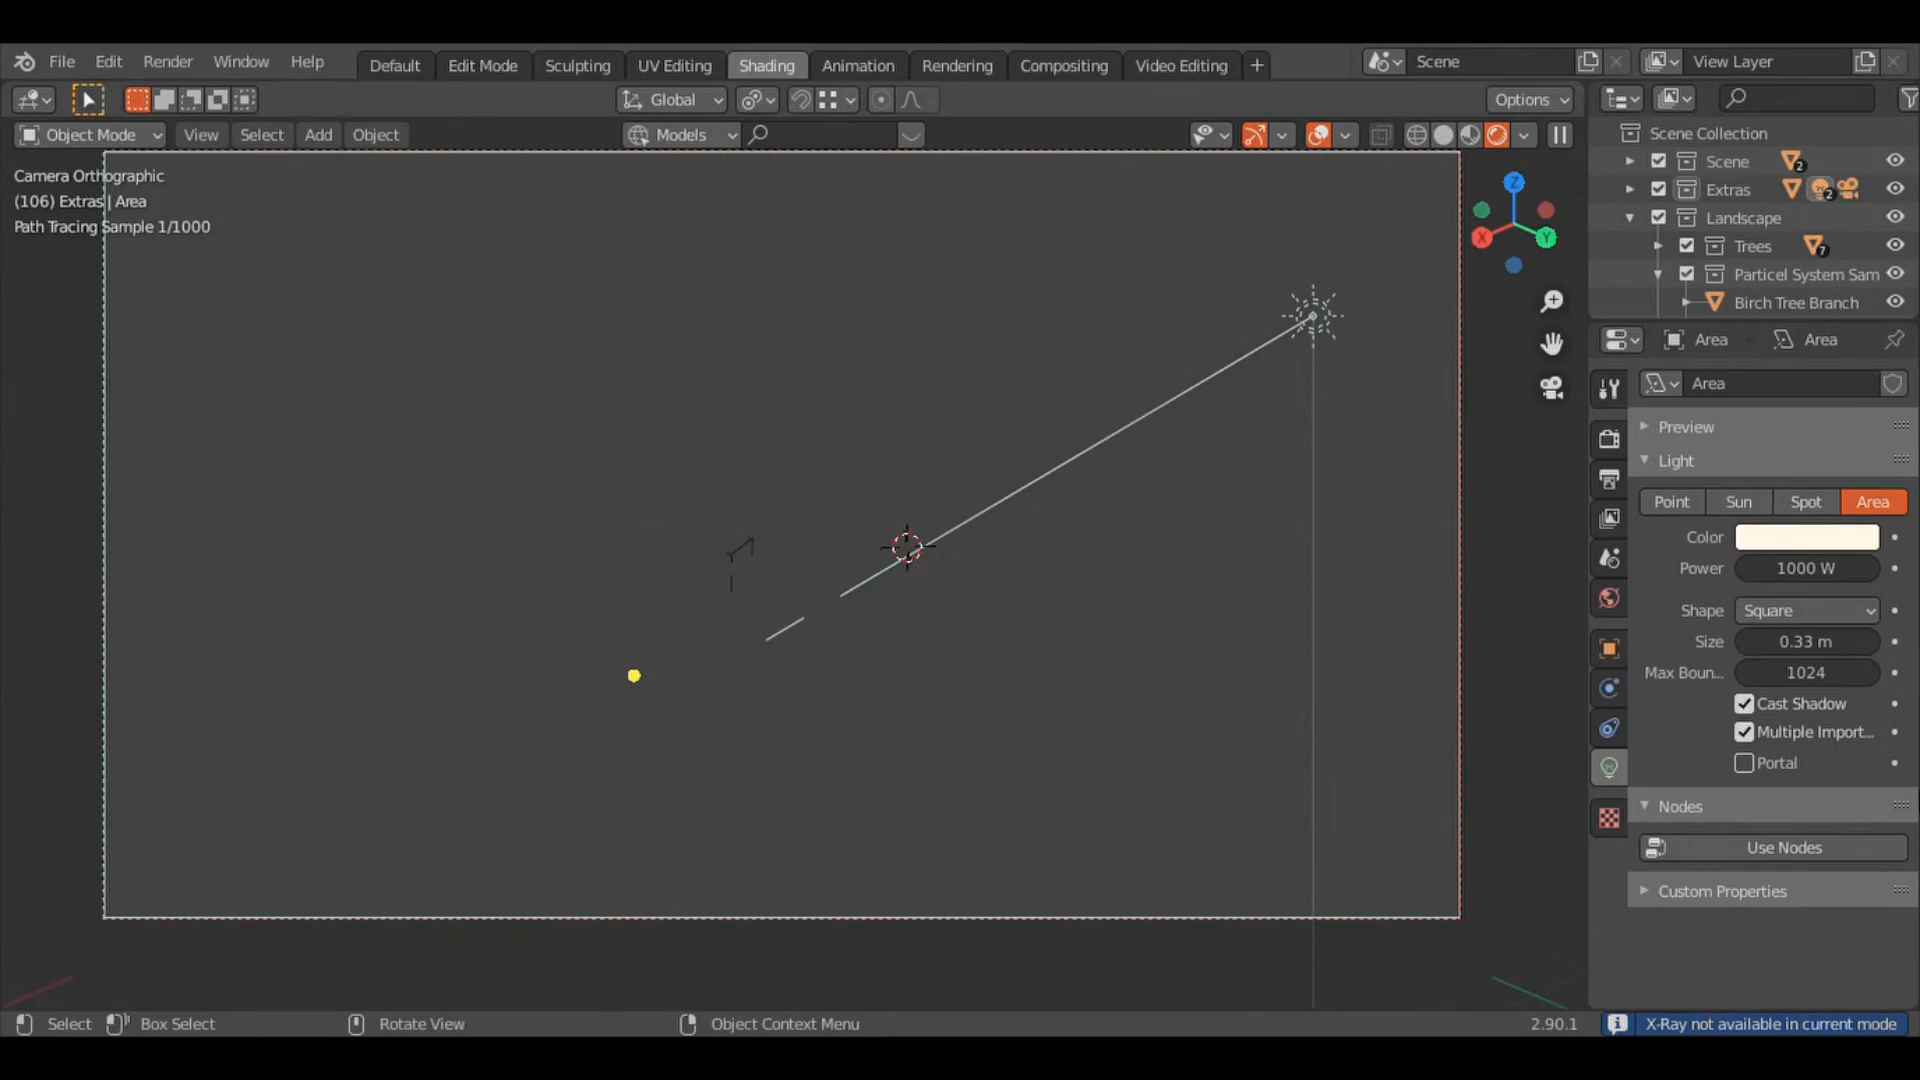 File Edit Render Window Help Default Edit Mode Sculpting UV Editing Shading Animation Rendering Compositing Video Editing + Scene View Layer
Global Options
Object Mode View Select Add Object Models
Scene Collection
Scene 2
Extras 2
Landscape
Trees 7
Particel System Sam
Birch Tree Branch
Camera Orthographic
(106) Extras | Area
Path Tracing Sample 1/1000
Z
X
Y
Area Area
Area
Preview
Light
Point Sun Spot Area
Color
Power 1000 W
Shape Square
Size 0.33 m
Max Boun... 1024
Cast Shadow
Multiple Import...
Portal
Nodes
Use Nodes
Custom Properties
Select Box Select Rotate View Object Context Menu 2.90.1 X-Ray not available in current mode